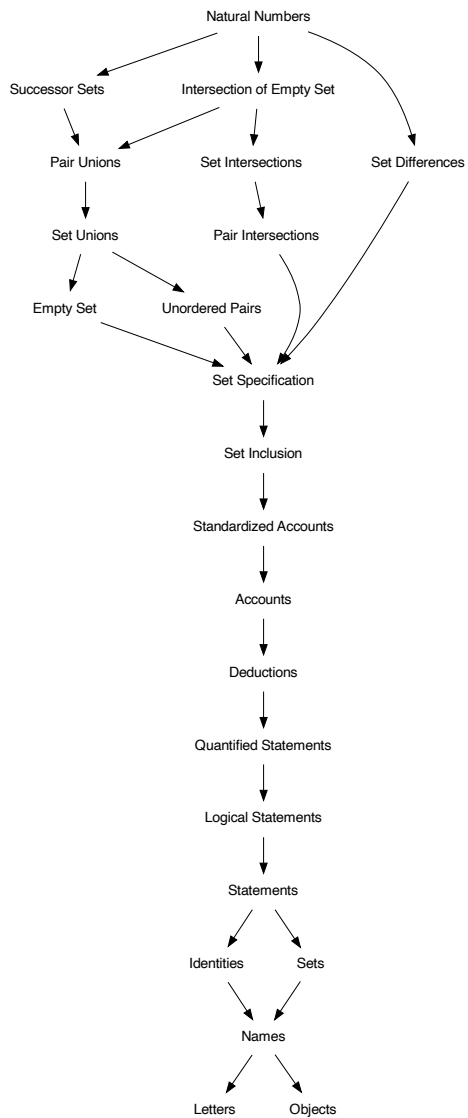 Natural Numbers
Successor Sets
Intersection of Empty Set
Pair Unions
Set Intersections
Set Differences
Set Unions
Pair Intersections
Empty Set
Unordered Pairs
Set Specification
Set Inclusion
Standardized Accounts
Accounts
Deductions
Quantified Statements
Logical Statements
Statements
Identities
Sets
Names
Letters
Objects